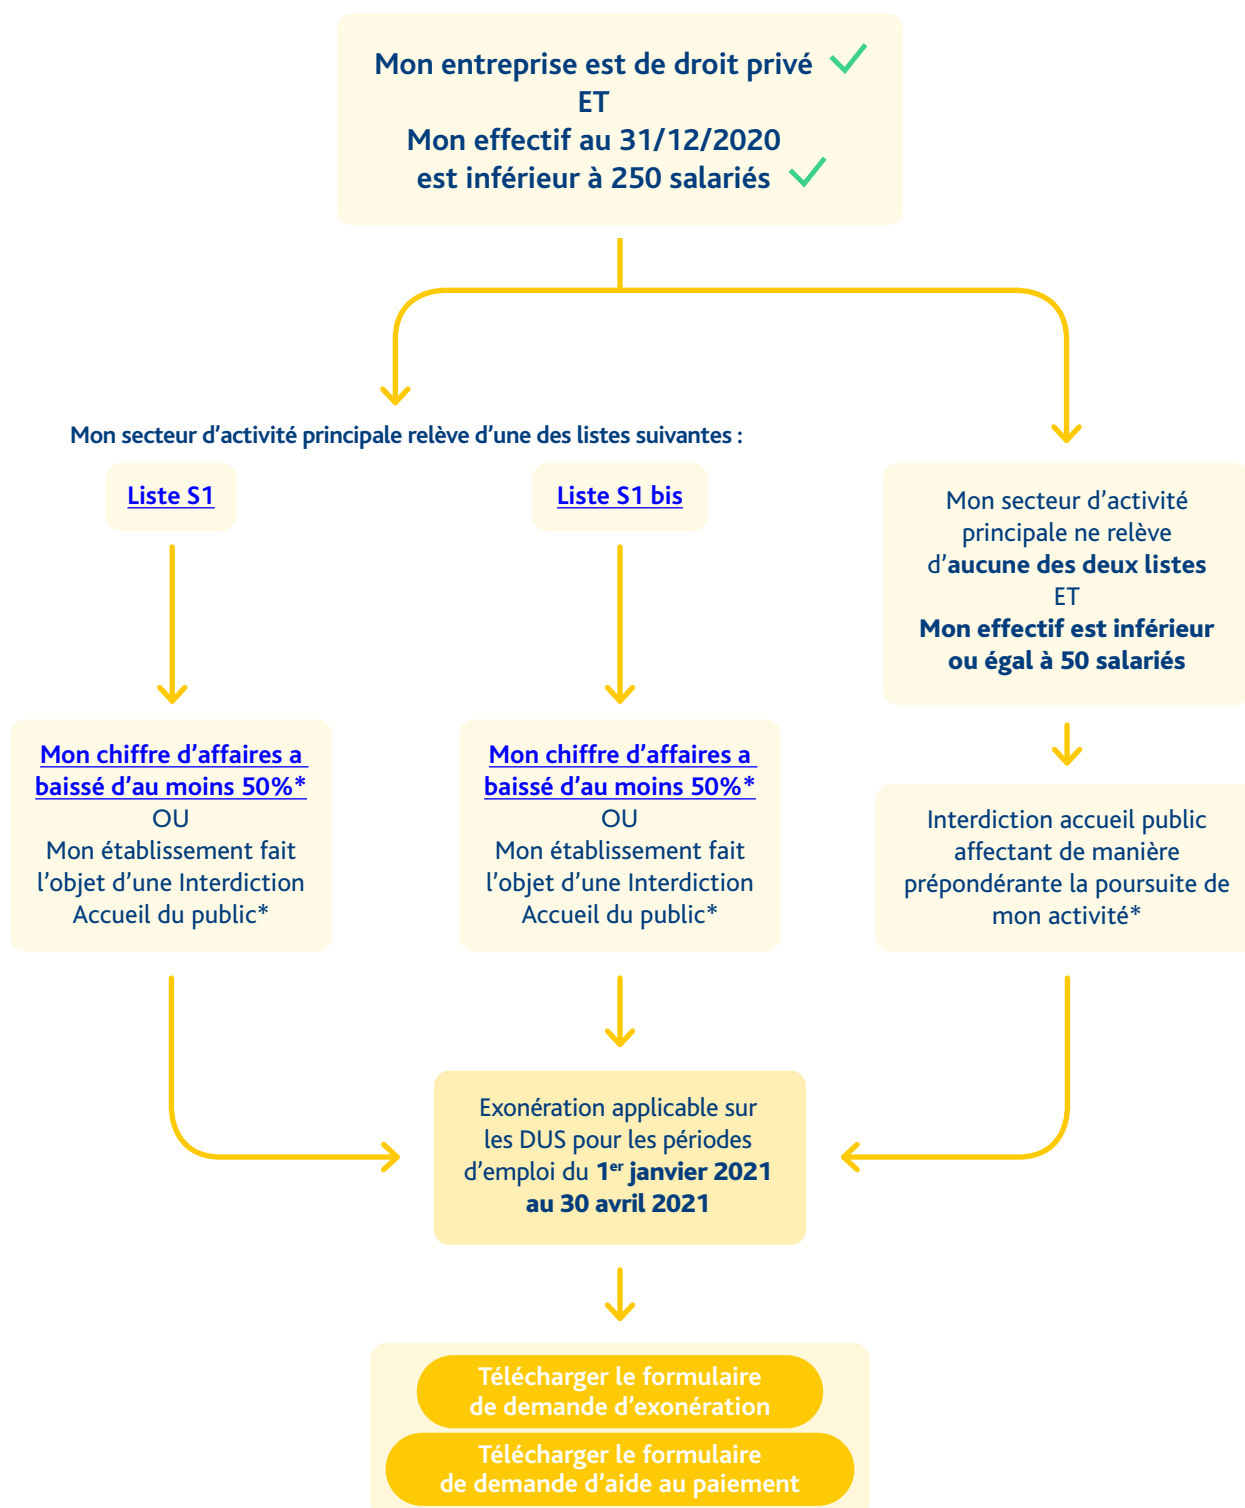 Mon entreprise est de droit privé
ET
Mon effectif au 31/12/2020
est inférieur à 250 salariés
Mon secteur d’activité principale relève d’une des listes suivantes :
Liste S1
Liste S1 bis
Mon secteur d’activité
principale ne relève
d’aucune des deux listes
ET
Mon effectif est inférieur
ou égal à 50 salariés
Mon chiffre d’affaires a
baissé d’au moins 50%*
OU
Mon établissement fait
l’objet d’une Interdiction
Accueil du public*
Mon chiffre d’affaires a
baissé d’au moins 50%*
OU
Mon établissement fait
l’objet d’une Interdiction
Accueil du public*
Interdiction accueil public
affectant de manière
prépondérante la poursuite de
mon activité*
Exonération applicable sur
les DUS pour les périodes
d’emploi du 1er janvier 2021
au 30 avril 2021
Télécharger le formulaire
de demande d’exonération
Télécharger le formulaire
de demande d’aide au paiement